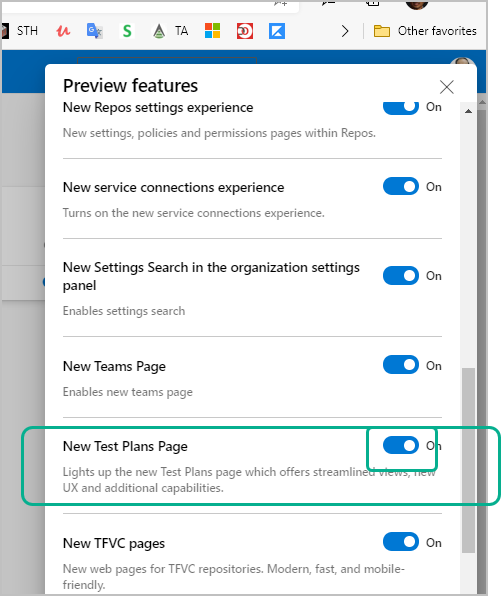 STH
S
TA
Other favorites
Preview features
New Repos settings experience
On
New settings, policies and permissions pages within Repos.
New service connections experience
On
Turns on the new service connections experience.
New Settings Search in the organization settings
panel
On
Enables settings search
New Teams Page
On
Enables new teams page
New Test Plans Page
On
Lights up the new Test Plans page which offers streamlined views, new
UX and additional capabilities.
New TFVC pages
On
New web pages for TFVC repositories. Modern, fast, and mobile-
friendly.